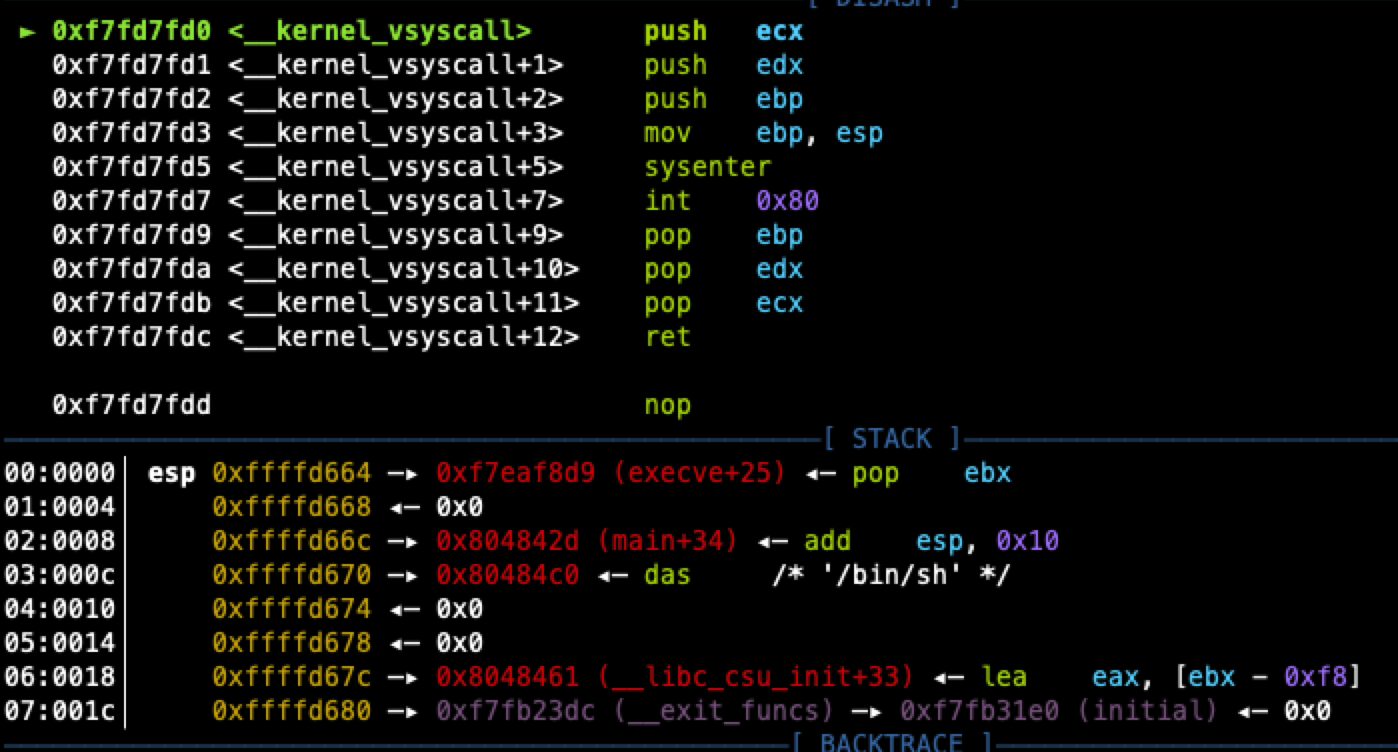 [ DISASM ]
► 0xf7fd7fd0 <__kernel_vsyscall>       push   ecx
0xf7fd7fd1 <__kernel_vsyscall+1>     push   edx
0xf7fd7fd2 <__kernel_vsyscall+2>     push   ebp
0xf7fd7fd3 <__kernel_vsyscall+3>     mov    ebp, esp
0xf7fd7fd5 <__kernel_vsyscall+5>     sysenter
0xf7fd7fd7 <__kernel_vsyscall+7>     int    0x80
0xf7fd7fd9 <__kernel_vsyscall+9>     pop    ebp
0xf7fd7fda <__kernel_vsyscall+10>    pop    edx
0xf7fd7fdb <__kernel_vsyscall+11>    pop    ecx
0xf7fd7fdc <__kernel_vsyscall+12>    ret
0xf7fd7fdd                           nop
[ STACK ]
00:0000│ esp 0xffffd664 —▸ 0xf7eaf8d9 (execve+25) ◂— pop    ebx
01:0004│     0xffffd668 ◂— 0x0
02:0008│     0xffffd66c —▸ 0x804842d (main+34) ◂— add    esp, 0x10
03:000c│     0xffffd670 —▸ 0x80484c0 ◂— das     /* '/bin/sh' */
04:0010│     0xffffd674 ◂— 0x0
05:0014│     0xffffd678 ◂— 0x0
06:0018│     0xffffd67c —▸ 0x8048461 (__libc_csu_init+33) ◂— lea    eax, [ebx - 0xf8]
07:001c│     0xffffd680 —▸ 0xf7fb23dc (__exit_funcs) —▸ 0xf7fb31e0 (initial) ◂— 0x0
[ BACKTRACE ]